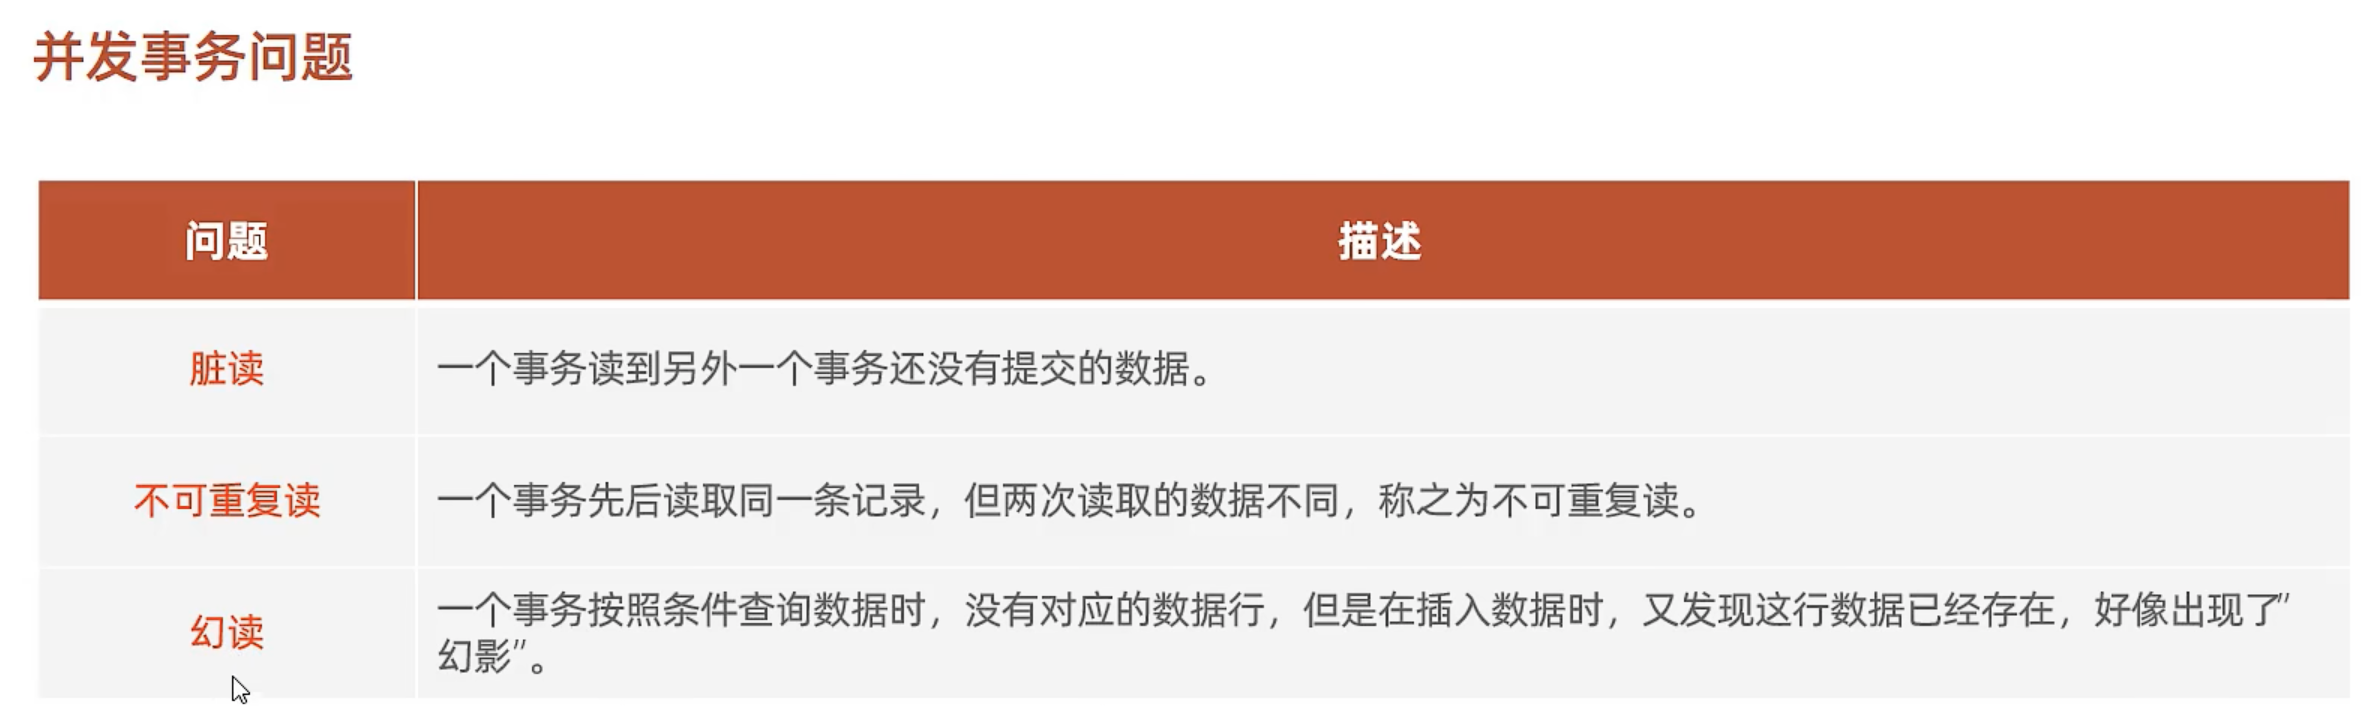 并发事务问题
问题
描述
脏读
一个事务读到另外一个事务还没有提交的数据。
不可重复读
一个事务先后读取同一条记录，但两次读取的数据不同，称之为不可重复读。
幻读
一个事务按照条件查询数据时，没有对应的数据行，但是在插入数据时，又发现这行数据已经存在，好像出现了”
幻影”。